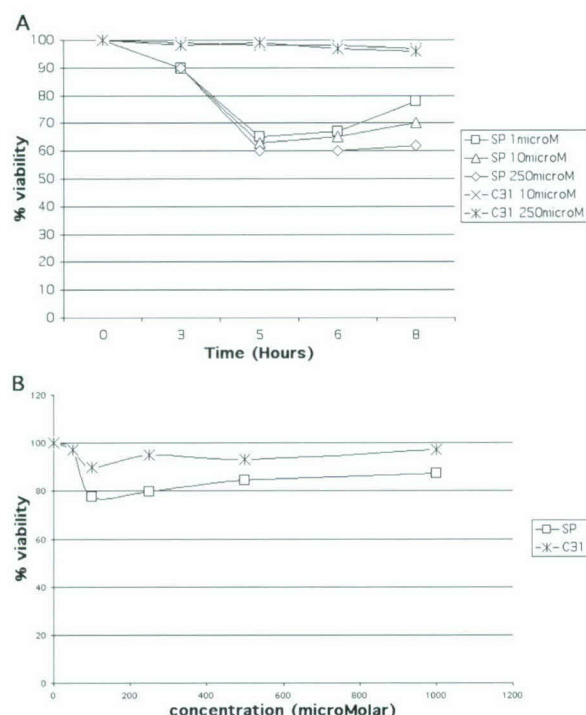 A
100
90
80
70
60
50
40
30
20
10
0
% viability
0 3 5 6 8
Time (Hours)
SP 1microM
SP 10microM
SP 250microM
C31 10microM
C31 250microM
B
120
100
80
60
40
20
0
% viability
0 200 400 600 800 1000 1200
concentration (microMolar)
SP
C31